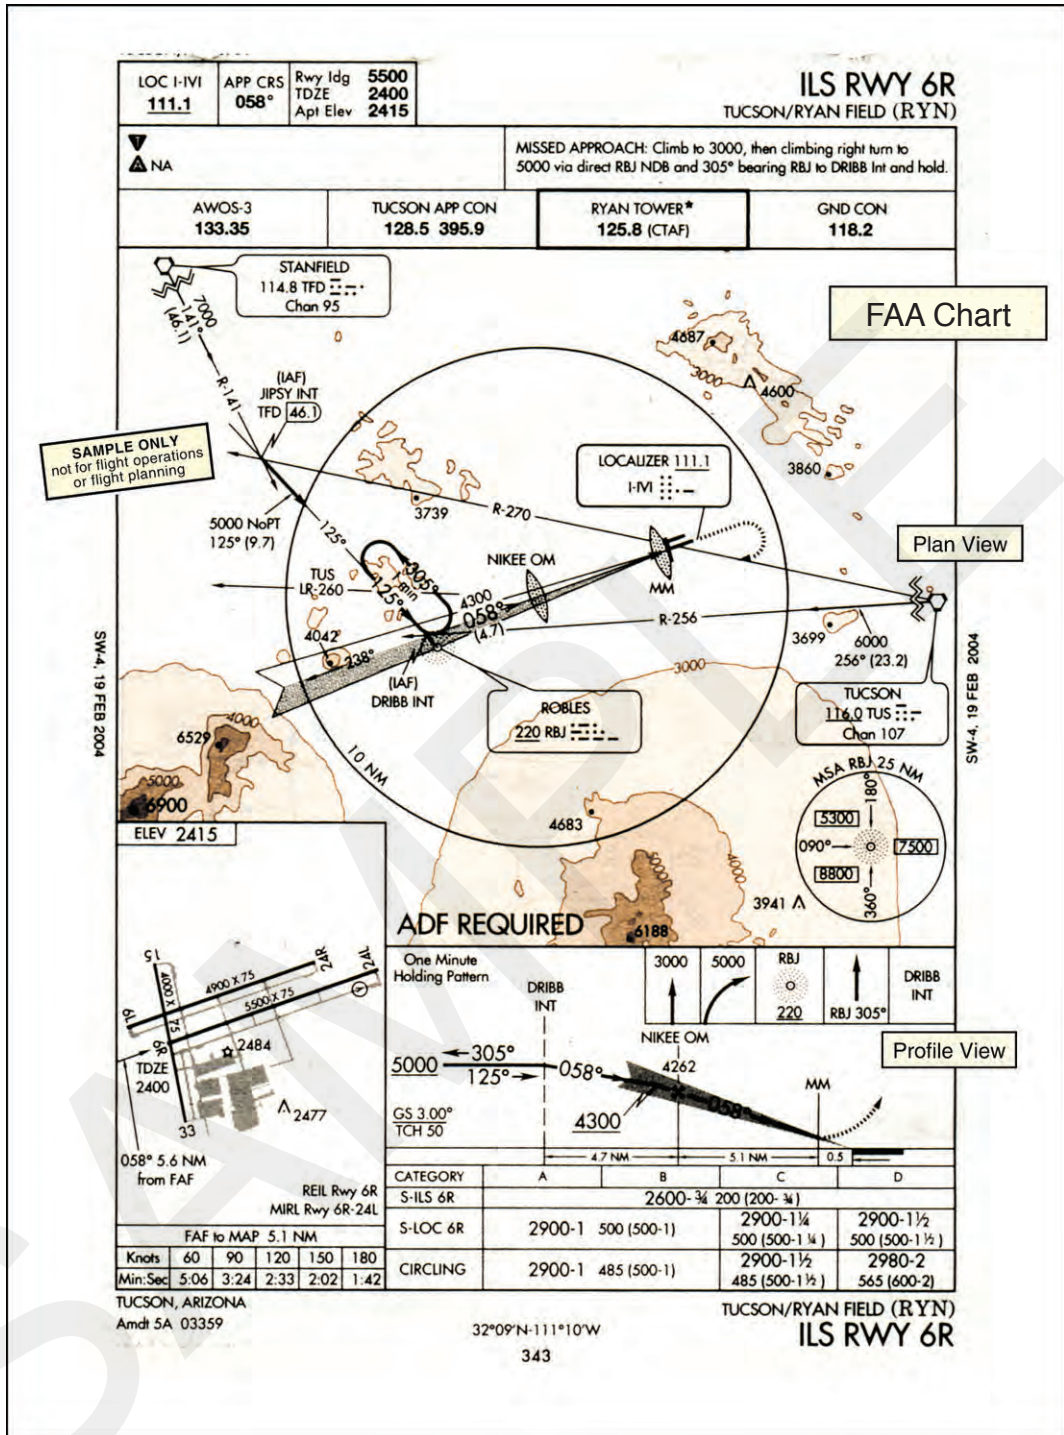 LOC I-IVI
111.1
APP CRS
058°
Rwy ldg 5500
TDZE 2400
Apt Elev 2415
ILS RWY 6R
TUCSON/RYAN FIELD (RYN)
T
A NA
MISSED APPROACH: Climb to 3000, then climbing right turn to
5000 via direct RBJ NDB and 305° bearing RBJ to DRIBB Int and hold.
AWOS-3
133.35
TUCSON APP CON
128.5 395.9
RYAN TOWER*
125.8 (CTAF)
GND CON
118.2
STANFIELD
114.8 TFD
Chan 95
7000
141°
(46.1)
R-141
(IAF)
JIPSY INT
TFD 46.1
FAA Chart
4687
3000
4600
3860
SAMPLE ONLY
not for flight operations
or flight planning
LOCALIZER 111.1
I-IVI
3739
R-270
5000 NoPT
125° (9.7)
125°
Plan View
NIKEE OM
MM
TUS
LR-260
305°
1 min
125°
4300
058°
(4.7)
R-256
3699
6000
256° (23.2)
4042
238°
(IAF)
DRIBB INT
3000
ROBLES
220 RBJ
TUCSON
116.0 TUS
Chan 107
SW-4, 19 FEB 2004
SW-4, 19 FEB 2004
4000
6529
5000
6900
10 NM
MSA RBJ 25 NM
180°
5300
090°
7500
8800
360°
4683
5000
4000
3941
6188
ADF REQUIRED
ELEV 2415
15
24R
24L
4900 X 75
4000 X 75
5500 X 75
6L
6R
TDZE
2400
2484
2477
33
058° 5.6 NM
from FAF
REIL Rwy 6R
MIRL Rwy 6R-24L
FAF to MAP 5.1 NM
Knots 60 90 120 150 180
Min:Sec 5:06 3:24 2:33 2:02 1:42
One Minute
Holding Pattern
DRIBB
INT
3000
5000
RBJ
220
RBJ 305°
DRIBB
INT
NIKEE OM
4262
Profile View
5000
305°
125°
058°
058°
MM
GS 3.00°
TCH 50
4300
4.7 NM
5.1 NM
0.5
CATEGORY A B C D
S-ILS 6R 2600-¾ 200 (200-¾)
S-LOC 6R 2900-1 500 (500-1) 2900-1¼ 500 (500-1¼) 2900-1½ 500 (500-1½)
CIRCLING 2900-1 485 (500-1) 2900-1½ 485 (500-1½) 2980-2 565 (600-2)
TUCSON, ARIZONA
Amdt 5A 03359
32°09'N-111°10'W
343
TUCSON/RYAN FIELD (RYN)
ILS RWY 6R
SAMPLE